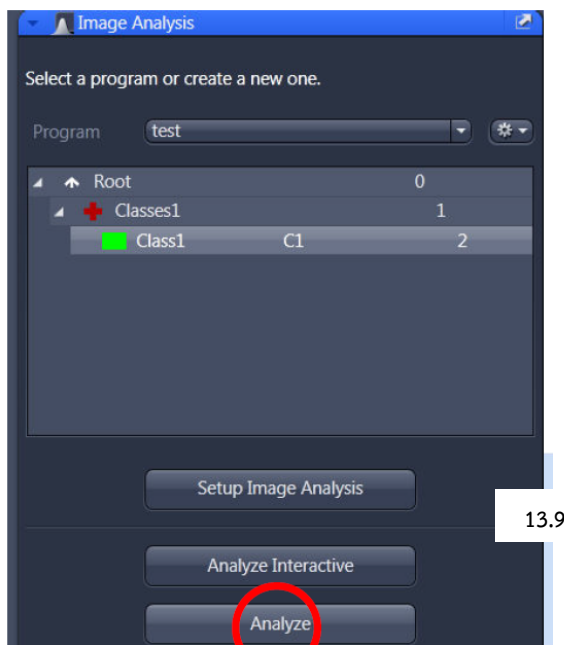 Image Analysis
Select a program or create a new one.
Program test
Root 0
Classes1 1
Class1 C1 2
Setup Image Analysis
13.9
Analyze Interactive
Analyze